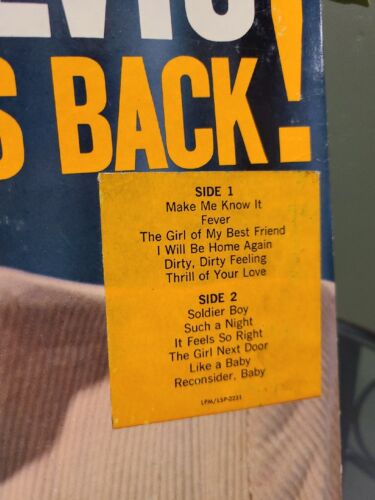 ELVIS
IS BACK!
SIDE 1
Make Me Know It
Fever
The Girl of My Best Friend
I Will Be Home Again
Dirty, Dirty Feeling
Thrill of Your Love
SIDE 2
Soldier Boy
Such a Night
It Feels So Right
The Girl Next Door
Like a Baby
Reconsider, Baby
LPM/LSP-2231